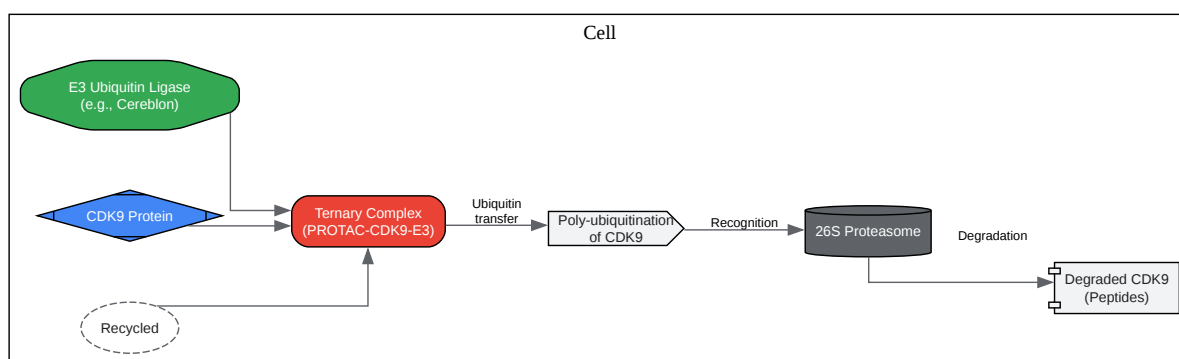 Cell
E3 Ubiquitin Ligase
(e.g., Cereblon)
CDK9 Protein
Ternary Complex
(PROTAC-CDK9-E3)
Ubiquitin
transfer
Poly-ubiquitination
of CDK9
Recognition
26S Proteasome
Degradation
Degraded CDK9
(Peptides)
Recycled